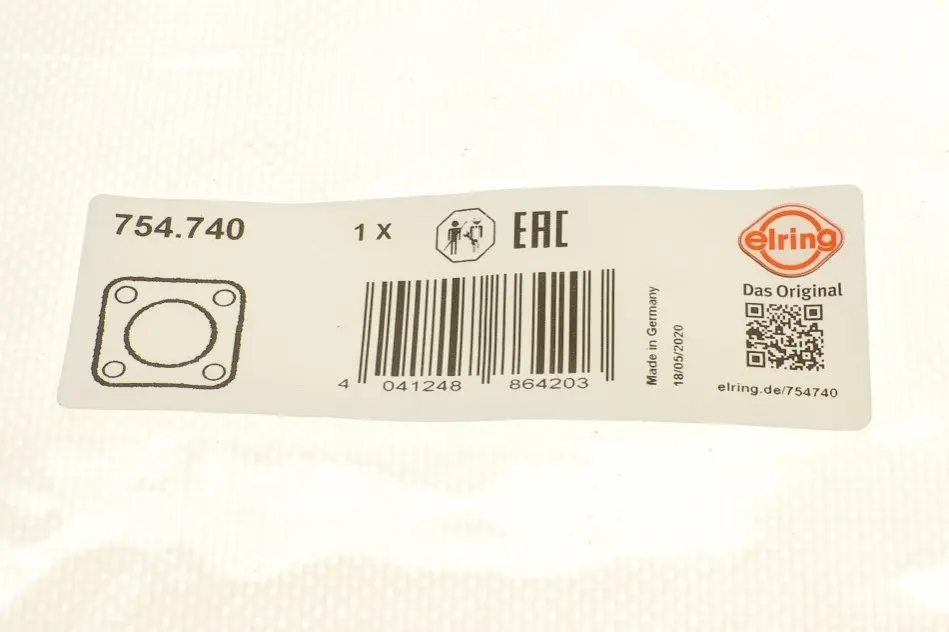 754.740
1 X
EAC
elring
Das Original
4 041248 864203
Made in Germany
18/05/2020
elring.de/754740